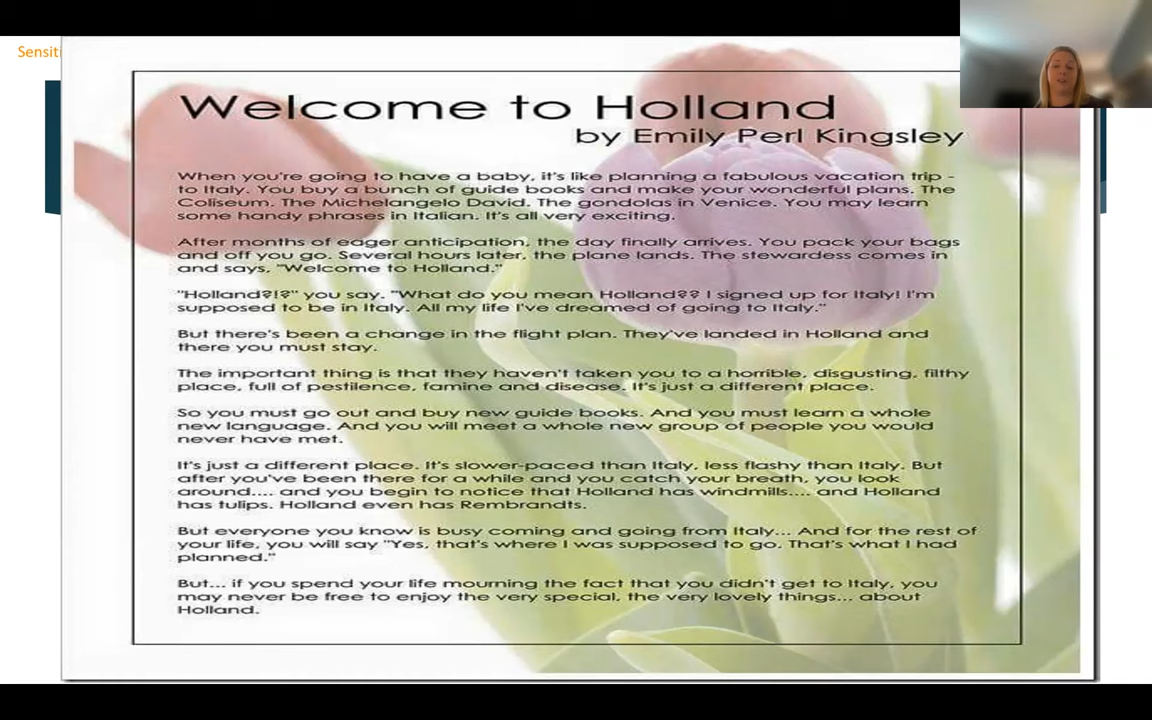 Sensiti
Welcome to Holland
by Emily Perl Kingsley
When you're going to have a baby, it's like planning a fabulous vacation trip -
to Italy. You buy a bunch of guide books and make your wonderful plans. The
Coliseum. The Michelangelo David. The gondolas in Venice. You may learn
some handy phrases in Italian. It's all very exciting.
After months of eager anticipation, the day finally arrives. You pack your bags
and off you go. Several hours later, the plane lands. The stewardess comes in
and says, "Welcome to Holland."
"Holland?!?" you say. "What do you mean Holland?? I signed up for Italy! I'm
supposed to be in Italy. All my life I've dreamed of going to Italy."
But there's been a change in the flight plan. They've landed in Holland and
there you must stay.
The important thing is that they haven't taken you to a horrible, disgusting, filthy
place, full of pestilence, famine and disease. It's just a different place.
So you must go out and buy new guide books. And you must learn a whole
new language. And you will meet a whole new group of people you would
never have met.
It's just a different place. It's slower-paced than Italy, less flashy than Italy. But
after you've been there for a while and you catch your breath, you look
around.... and you begin to notice that Holland has windmills.... and Holland
has tulips. Holland even has Rembrandts.
But everyone you know is busy coming and going from Italy... And for the rest of
your life, you will say "Yes, that's where I was supposed to go. That's what I had
planned."
But... if you spend your life mourning the fact that you didn't get to Italy, you
may never be free to enjoy the very special, the very lovely things... about
Holland.